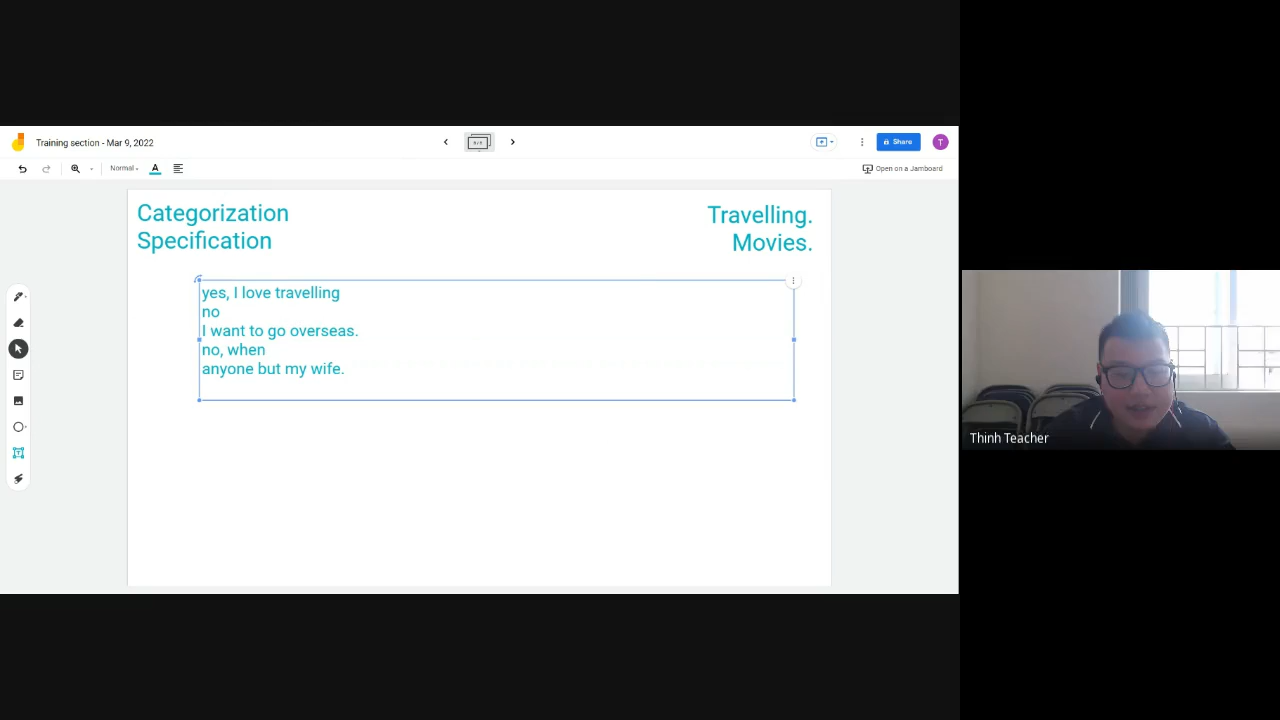 Training section - Mar 9, 2022
Share
T
Normal
A
Open on a Jamboard
Categorization
Specification
Travelling.
Movies.
yes, I love travelling
no
I want to go overseas.
no, when
anyone but my wife.
Thinh Teacher